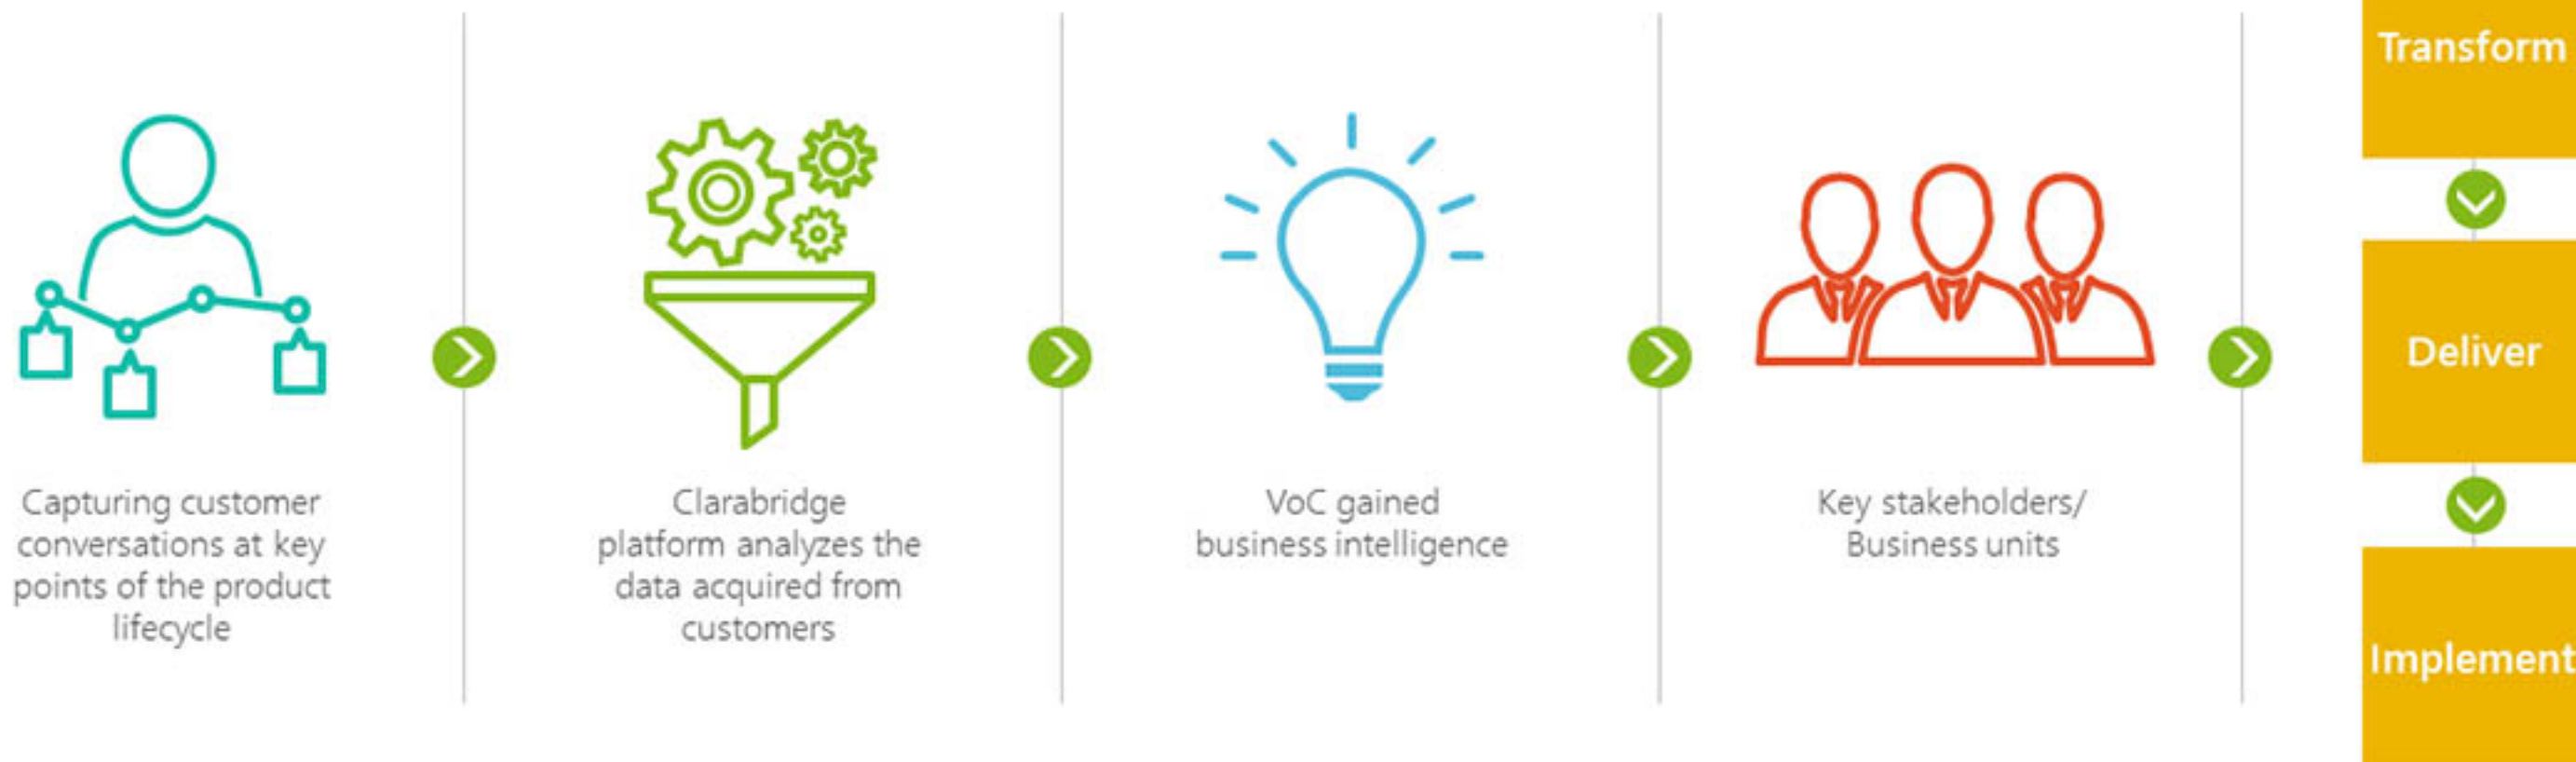 Capturing customer
conversations at key
points of the product
lifecycle
Clarabridge
platform analyzes the
data acquired from
customers
VoC gained
business intelligence
Key stakeholders/
Business units
Transform
Deliver
Implement